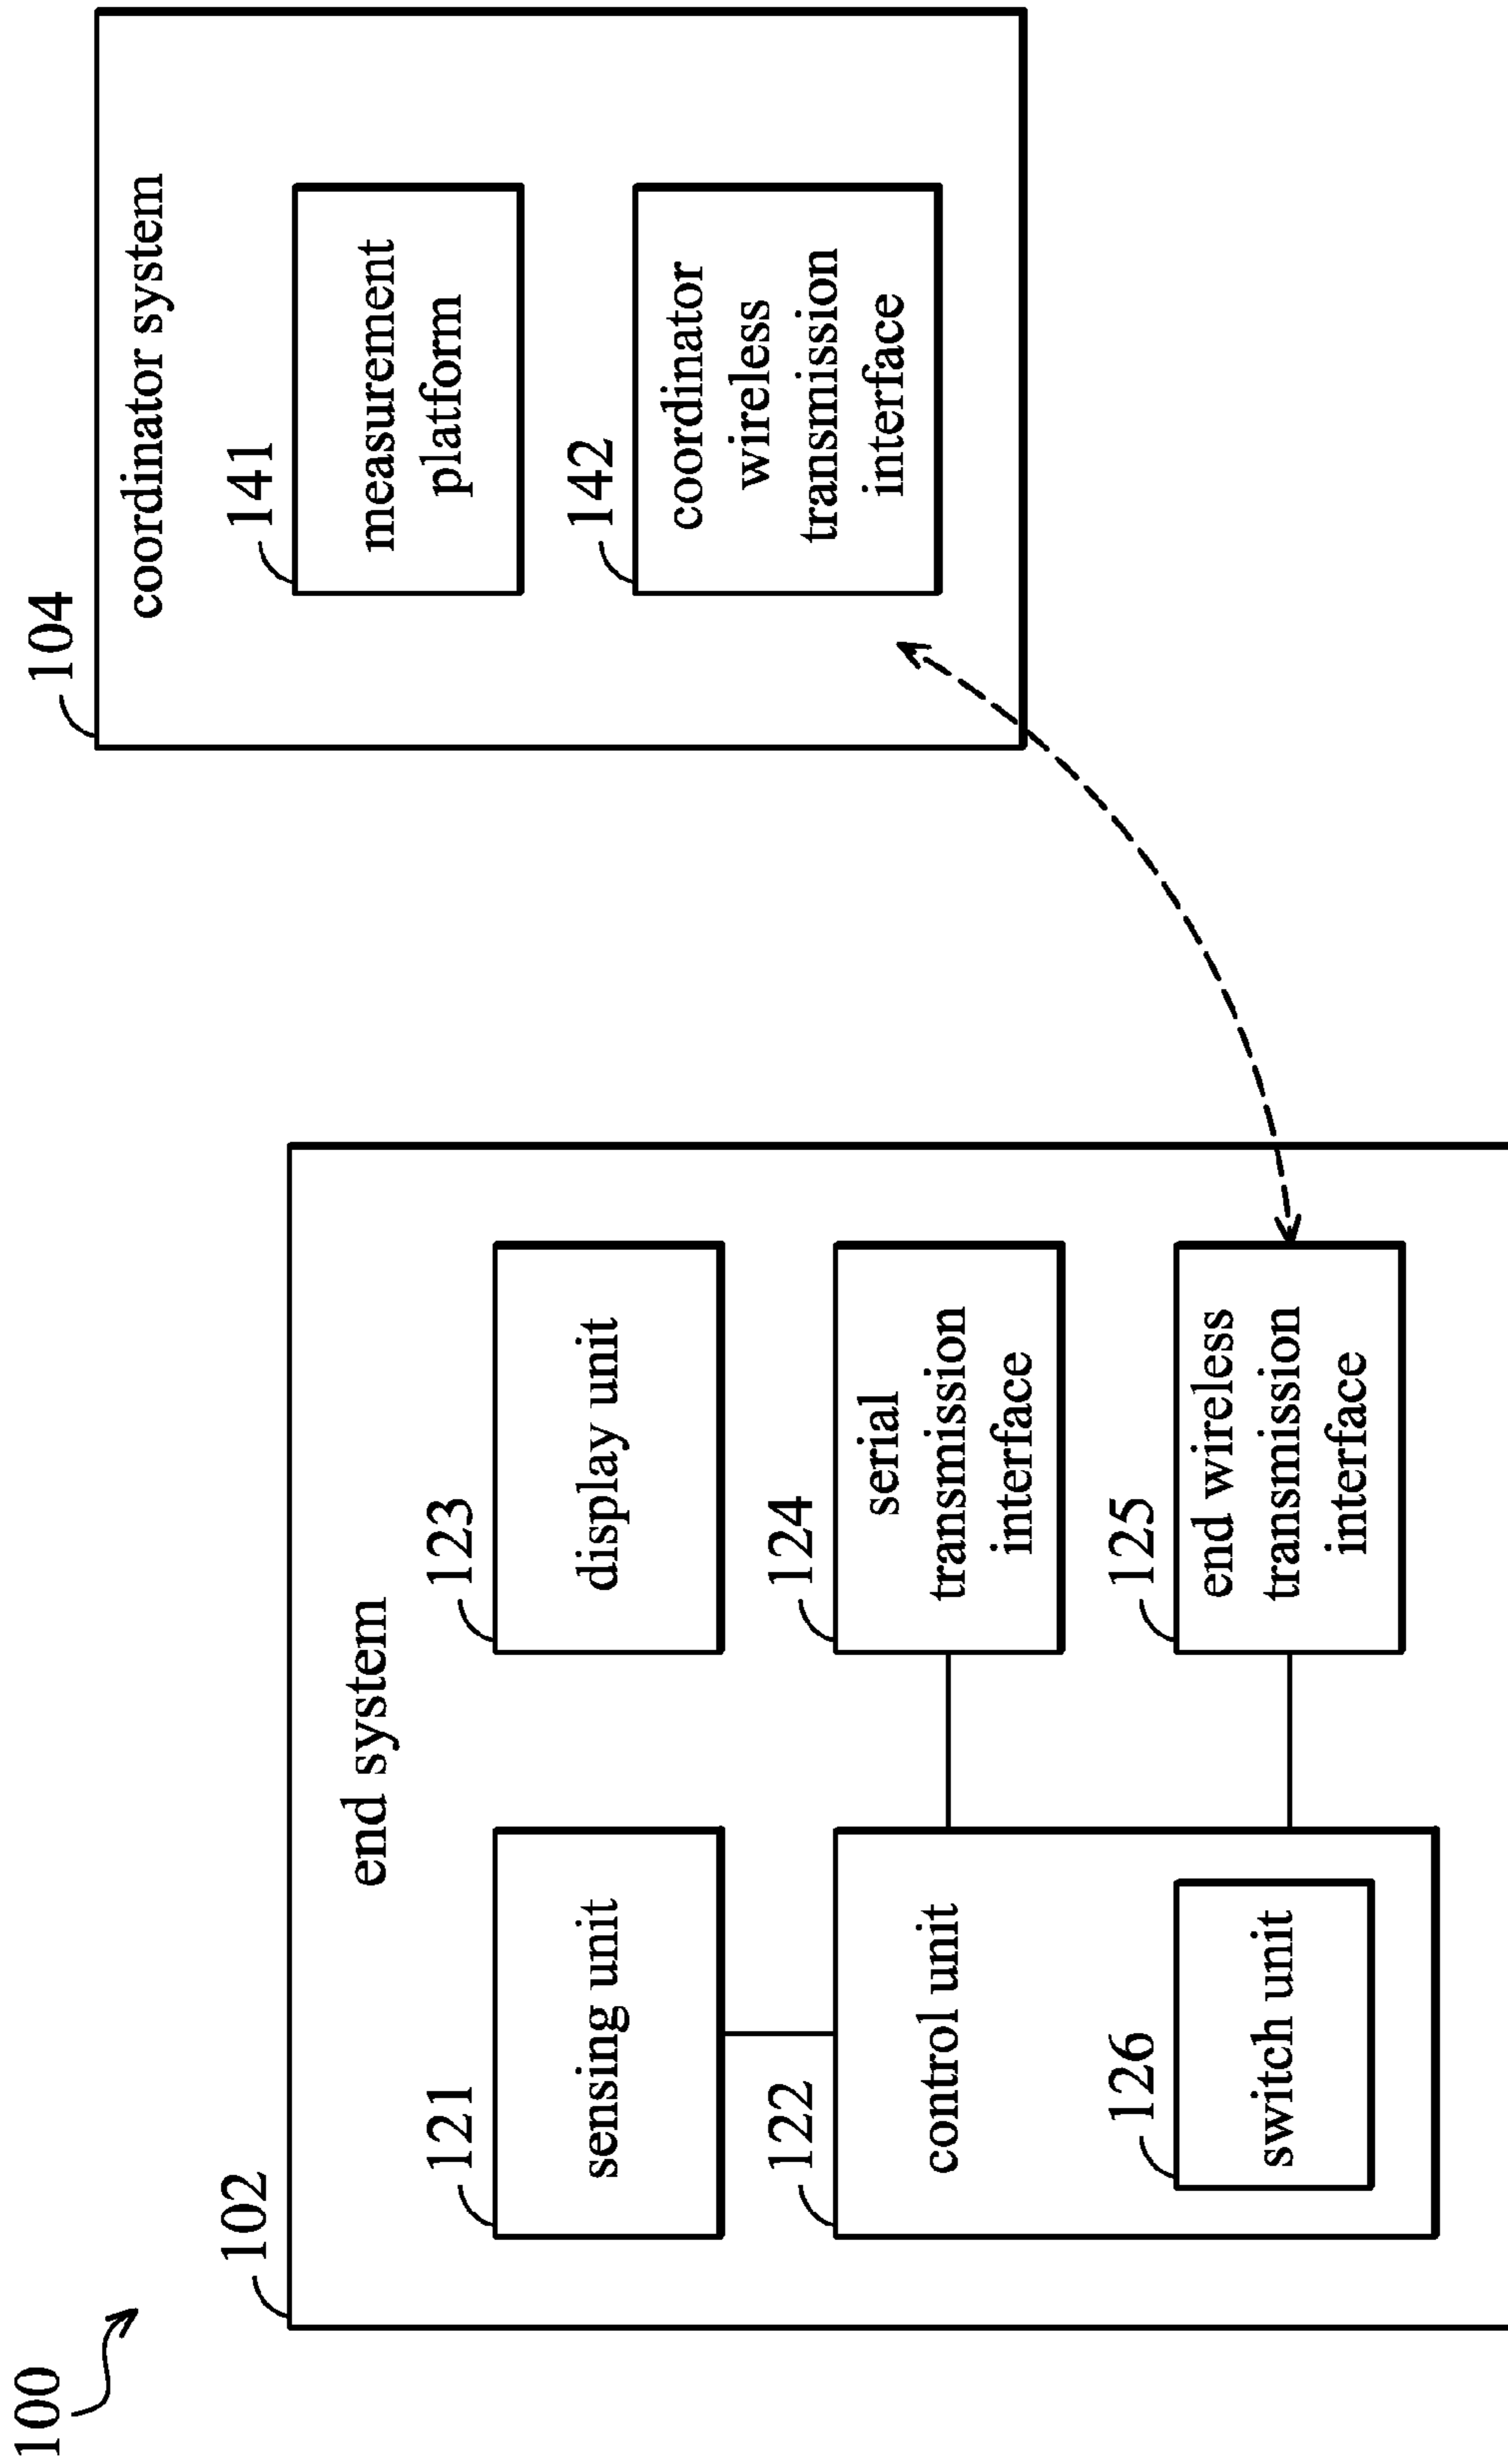 100
102
end system
121
sensing unit
123
display unit
122
control unit
126
switch unit
124
serial
transmission
interface
125
end wireless
transmission
interface
104
coordinator system
141
measurement
platform
142
coordinator
wireless
transmission
interface